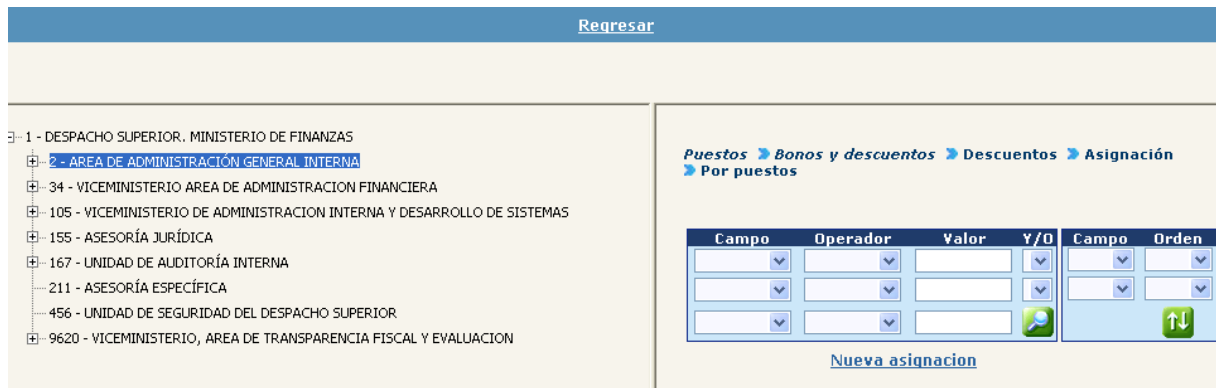 Regresar
1 - DESPACHO SUPERIOR. MINISTERIO DE FINANZAS
2 - AREA DE ADMINISTRACIÓN GENERAL INTERNA
34 - VICEMINISTERIO AREA DE ADMINISTRACION FINANCIERA
105 - VICEMINISTERIO DE ADMINISTRACION INTERNA Y DESARROLLO DE SISTEMAS
155 - ASESORÍA JURÍDICA
167 - UNIDAD DE AUDITORÍA INTERNA
211 - ASESORÍA ESPECÍFICA
456 - UNIDAD DE SEGURIDAD DEL DESPACHO SUPERIOR
9620 - VICEMINISTERIO, AREA DE TRANSPARENCIA FISCAL Y EVALUACION
Puestos Bonos y descuentos Descuentos Asignación
Por puestos
Campo Operador Valor Y/O Campo Orden
Nueva asignacion